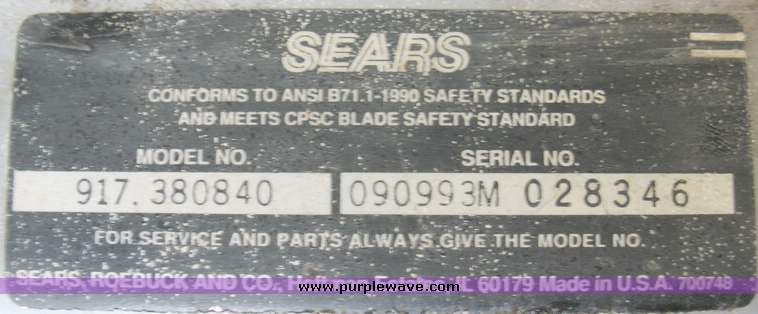 SEARS
CONFORMS TO ANSI B71.1-1990 SAFETY STANDARDS
AND MEETS CPSC BLADE SAFETY STANDARD
MODEL NO. SERIAL NO.
917.380840 090993M 028346
FOR SERVICE AND PARTS ALWAYS GIVE THE MODEL NO.
SEARS, ROEBUCK AND CO., IL 60179 Made in U.S.A. 700748
www.purplewave.com